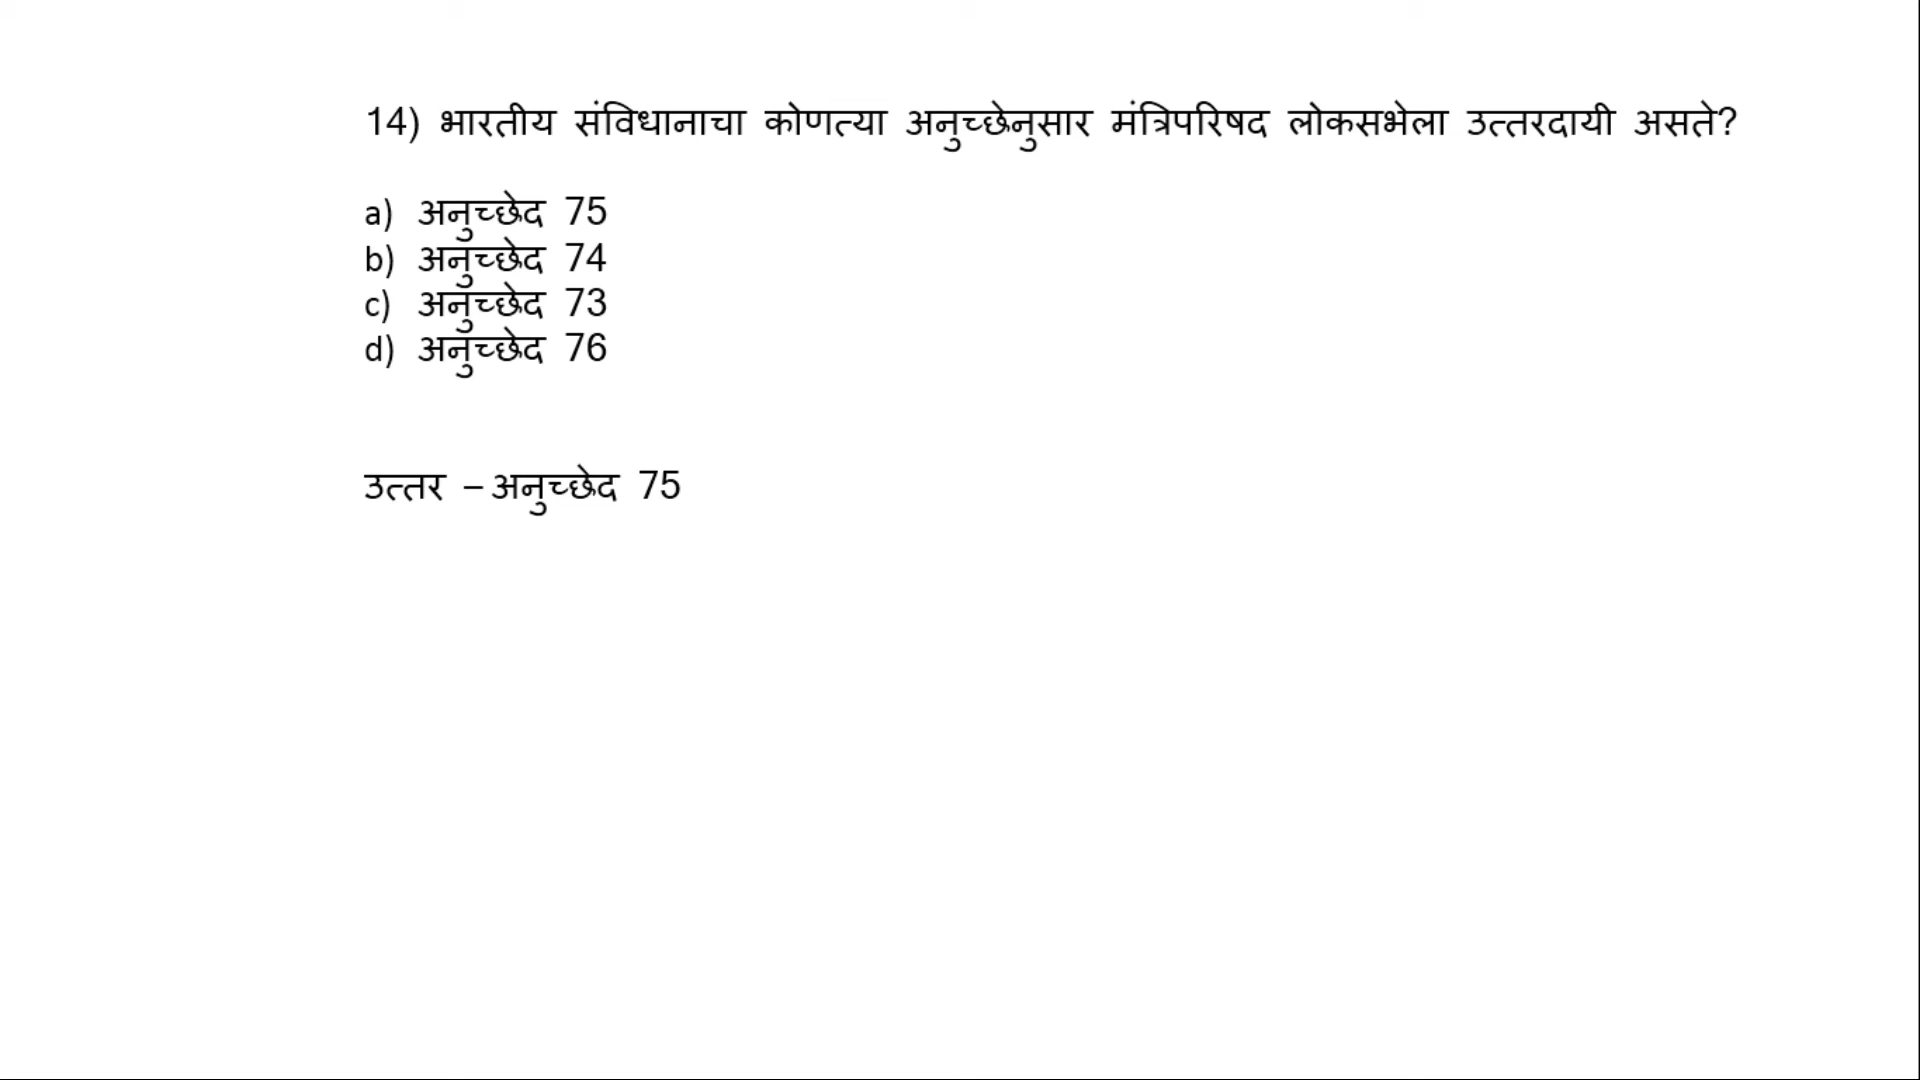 14) भारतीय संविधानाचा कोणत्या अनुच्छेनुसार मंत्रिपरिषद लोकसभेला उत्तरदायी असते?
a) अनुच्छेद 75
b) अनुच्छेद 74
c) अनुच्छेद 73
d) अनुच्छेद 76
उत्तर – अनुच्छेद 75